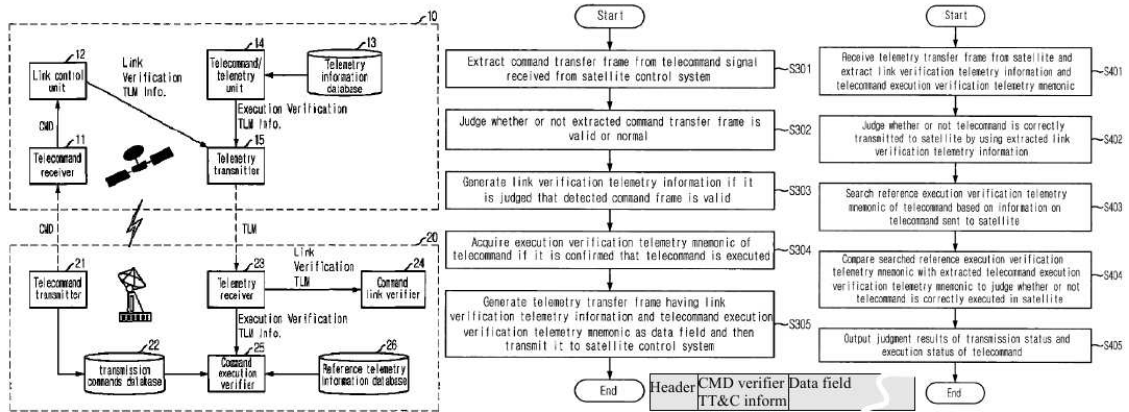 10
12
Link control
unit
Link
Verification
TLM Info.
14
Telecommand/
telemetry
unit
13
Telemetry
information
database
CMD
Execution Verification
TLM Info.
11
Telecommand
receiver
15
Telemetry
transmitter
CMD
TLM
20
21
Telecommand
transmitter
23
Telemetry
receiver
Link
Verification
TLM
24
Command
link verifier
Execution Verification
TLM Info.
22
transmission
commands database
25
Command
execution
verifier
26
Reference telemetry
Information database
Start
Extract command transfer frame from telecommand signal
received from satellite control system
S301
Judge whether or not extracted command transfer frame is
valid or normal
S302
Generate link verification telemetry information if it
is judged that detected command frame is valid
S303
Acquire execution verification telemetry mnemonic of
telecommand if it is confirmed that telecommand is executed
S304
Generate telemetry transfer frame having link
verification telemetry information and telecommand execution
verification telemetry mnemonic as data field and then
transmit it to satellite control system
S305
End
Start
Receive telemetry transfer frame from satellite and
extract link verification telemetry information and
telecommand execution verification telemetry mnemonic
S401
Judge whether or not telecommand is correctly
transmitted to satellite by using extracted link
verification telemetry information
S402
Search reference execution verification telemetry
mnemonic of telecommand based on information on
telecommand sent to satellite
S403
Compare searched reference execution verification
telemetry mnemonic with extracted telecommand execution
verification telemetry mnemonic to judge whether or not
telecommand is correctly executed in satellite
S404
Output judgment results of transmission status and
execution status of telecommand
S405
End
Header
CMD verifier
TT&C inform
Data field